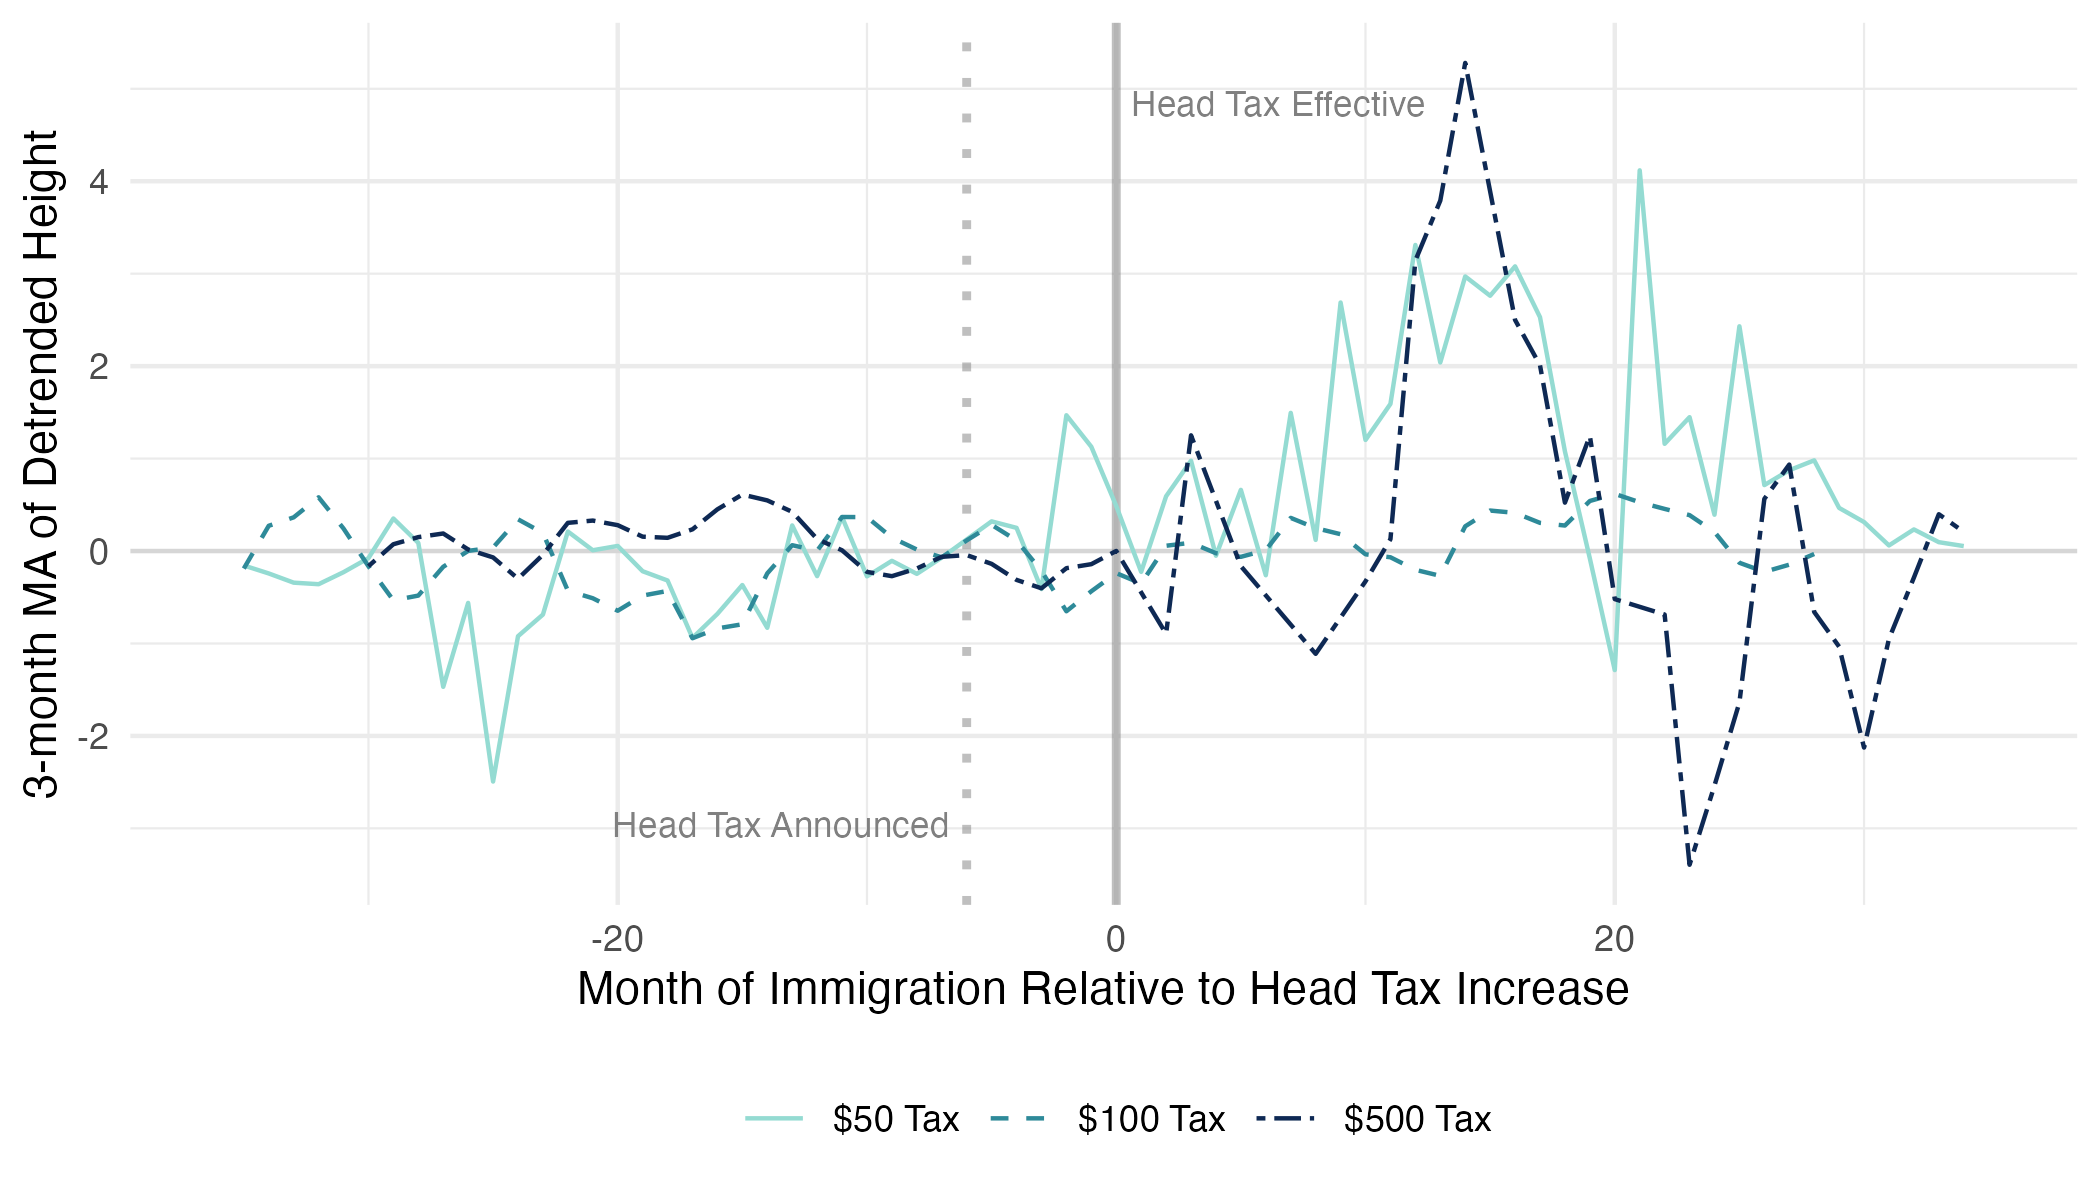 3-month MA of Detrended Height
4
2
0
-2
Head Tax Effective
Head Tax Announced
-20
0
20
Month of Immigration Relative to Head Tax Increase
$50 Tax
$100 Tax
$500 Tax